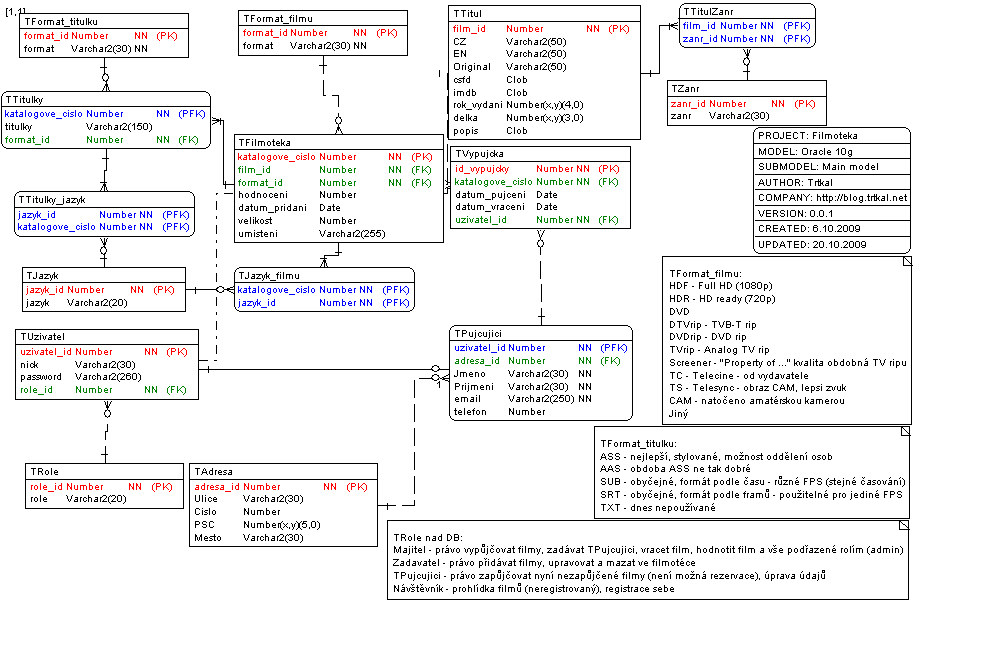 [1,1]
TFormat_titulku
format_id Number NN (PK)
format Varchar2(30) NN
TFormat_filmu
format_id Number NN (PK)
format Varchar2(30) NN
TTitul
film_id Number NN (PK)
CZ Varchar2(50)
EN Varchar2(50)
Original Varchar2(50)
csfd Clob
imdb Clob
rok_vydani Number(x,y)(4,0)
delka Number(x,y)(3,0)
popis Clob
TTitulZanr
film_id Number NN (PFK)
zanr_id Number NN (PFK)
TZanr
zanr_id Number NN (PK)
zanr Varchar2(30)
TTitulky
katalogove_cislo Number NN (PFK)
titulky Varchar2(150)
format_id Number NN (FK)
TFilmoteka
katalogove_cislo Number NN (PK)
film_id Number NN (FK)
format_id Number NN (FK)
hodnoceni Number
datum_pridani Date
velikost Number
umisteni Varchar2(255)
TVypujcka
id_vypujcky Number NN (PK)
katalogove_cislo Number NN (FK)
datum_pujceni Date
datum_vraceni Date
uzivatel_id Number NN (FK)
PROJECT: Filmoteka
MODEL: Oracle 10g
SUBMODEL: Main model
AUTHOR: Trtkal
COMPANY: http://blog.trtkal.net
VERSION: 0.0.1
CREATED: 6.10.2009
UPDATED: 20.10.2009
TTitulky_jazyk
jazyk_id Number NN (PFK)
katalogove_cislo Number NN (PFK)
TJazyk
jazyk_id Number NN (PK)
jazyk Varchar2(20)
TJazyk_filmu
katalogove_cislo Number NN (PFK)
jazyk_id Number NN (PFK)
TUzivatel
uzivatel_id Number NN (PK)
nick Varchar2(30)
password Varchar2(260)
role_id Number NN (FK)
TPujcujici
uzivatel_id Number NN (PFK)
adresa_id Number NN (FK)
Jmeno Varchar2(30) NN
Prijmeni Varchar2(30) NN
email Varchar2(250) NN
telefon Number
TFormat_filmu:
HDF - Full HD (1080p)
HDR - HD ready (720p)
DVD
DTVrip - TVB-T rip
DVDrip - DVD rip
TVrip - Analog TV rip
Screener - "Property of ..." kvalita obdobná TV ripu
TC - Telecine - od vydavatele
TS - Telesync - obraz CAM, lepsi zvuk
CAM - natočeno amatérskou kamerou
Jiný
TRole
role_id Number NN (PK)
role Varchar2(20)
TAdresa
adresa_id Number NN (PK)
Ulice Varchar2(30)
Cislo Number
PSC Number(x,y)(5,0)
Mesto Varchar2(30)
TFormat_titulku:
ASS - nejlepší, stylované, možnost oddělení osob
AAS - obdoba ASS ne tak dobré
SUB - obyčejné, formát podle času - různé FPS (stejné časování)
SRT - obyčejné, formát podle framů - použitelné pro jediné FPS
TXT - dnes nepoužívané
TRole nad DB:
Majitel - právo vypůjčovat filmy, zadávat TPujcujici, vracet film, hodnotit film a vše podřazené rolím (admin)
Zadavatel - právo přidávat filmy, upravovat a mazat ve filmotéce
TPujcujici - právo zapůjčovat nyní nezapůjčené filmy (není možná rezervace), úprava údajů
Návštěvník - prohlídka filmů (neregistrovaný), registrace sebe